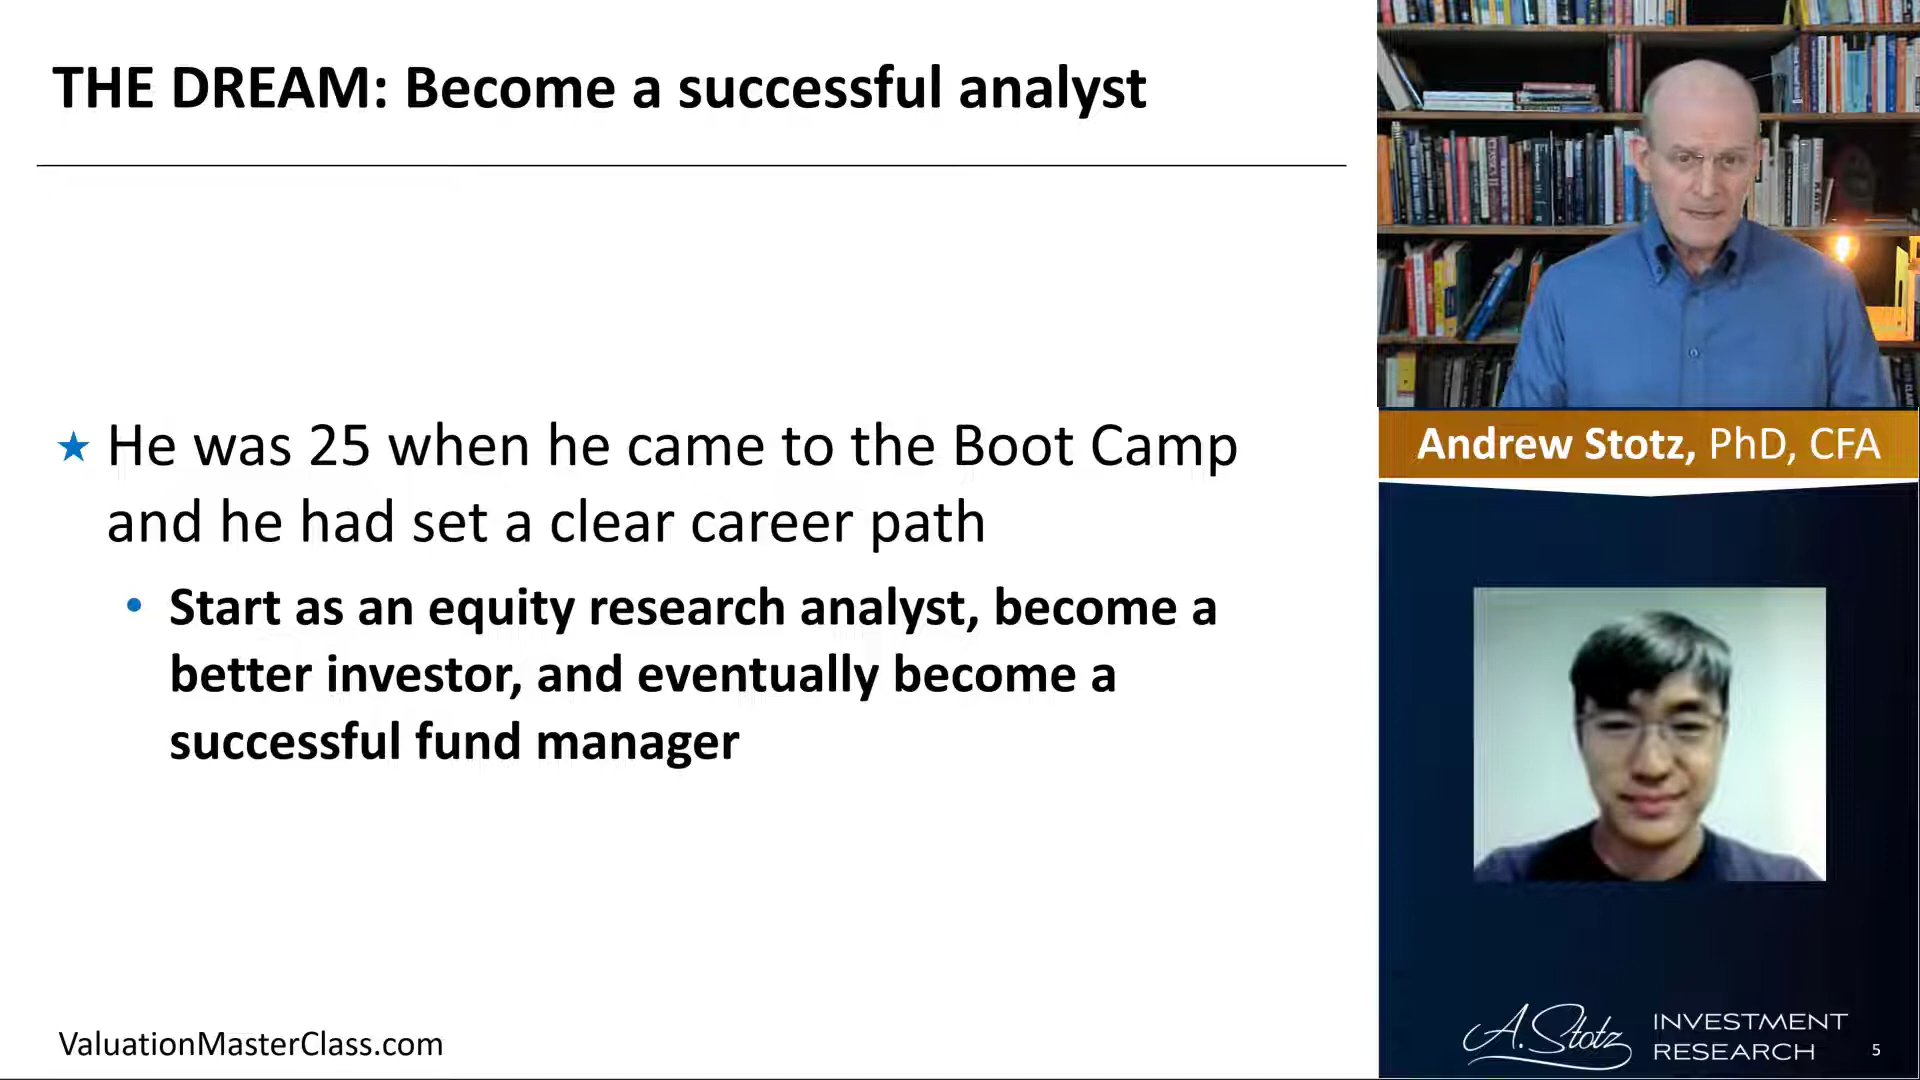 THE DREAM: Become a successful analyst
He was 25 when he came to the Boot Camp
and he had set a clear career path
Start as an equity research analyst, become a
better investor, and eventually become a
successful fund manager
ValuationMasterClass.com
Andrew Stotz, PhD, CFA
A. Stotz
INVESTMENT
RESEARCH
5